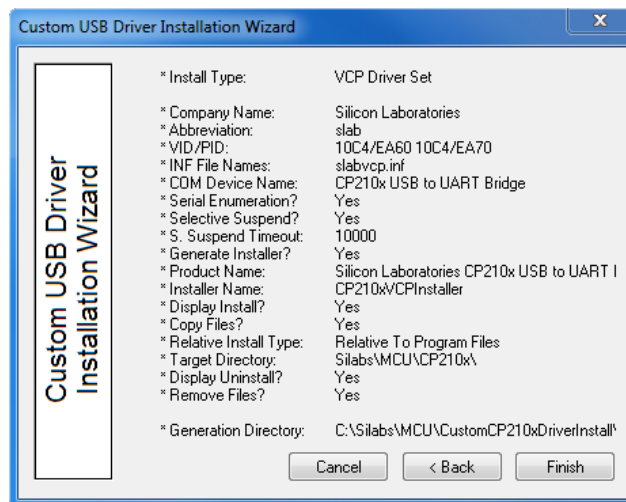 Custom USB Driver Installation Wizard
Custom USB Driver
Installation Wizard
* Install Type: VCP Driver Set
* Company Name: Silicon Laboratories
* Abbreviation: slab
* VID/PID: 10C4/EA60 10C4/EA70
* INF File Names: slabvcp.inf
* COM Device Name: CP210x USB to UART Bridge
* Serial Enumeration? Yes
* Selective Suspend? Yes
* S. Suspend Timeout: 10000
* Generate Installer? Yes
* Product Name: Silicon Laboratories CP210x USB to UART
* Installer Name: CP210xVCPInstaller
* Display Install? Yes
* Copy Files? Yes
* Relative Install Type: Relative To Program Files
* Target Directory: Silabs\MCU\CP210x\
* Display Uninstall? Yes
* Remove Files? Yes
* Generation Directory: C:\Silabs\MCU\CustomCP210xDriverInstall\
Cancel
< Back
Finish